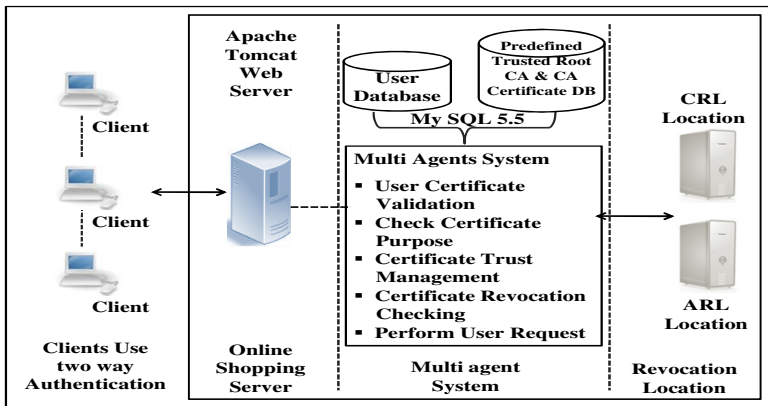 Client
Client
Client
Clients Use
two way
Authentication
Apache
Tomcat
Web
Server
Online
Shopping
Server
User
Database
Predefined
Trusted Root
CA & CA
Certificate DB
My SQL 5.5
Multi Agents System
▪ User Certificate
Validation
▪ Check Certificate
Purpose
▪ Certificate Trust
Management
▪ Certificate Revocation
Checking
▪ Perform User Request
Multi agent
System
CRL
Location
ARL
Location
Revocation
Location